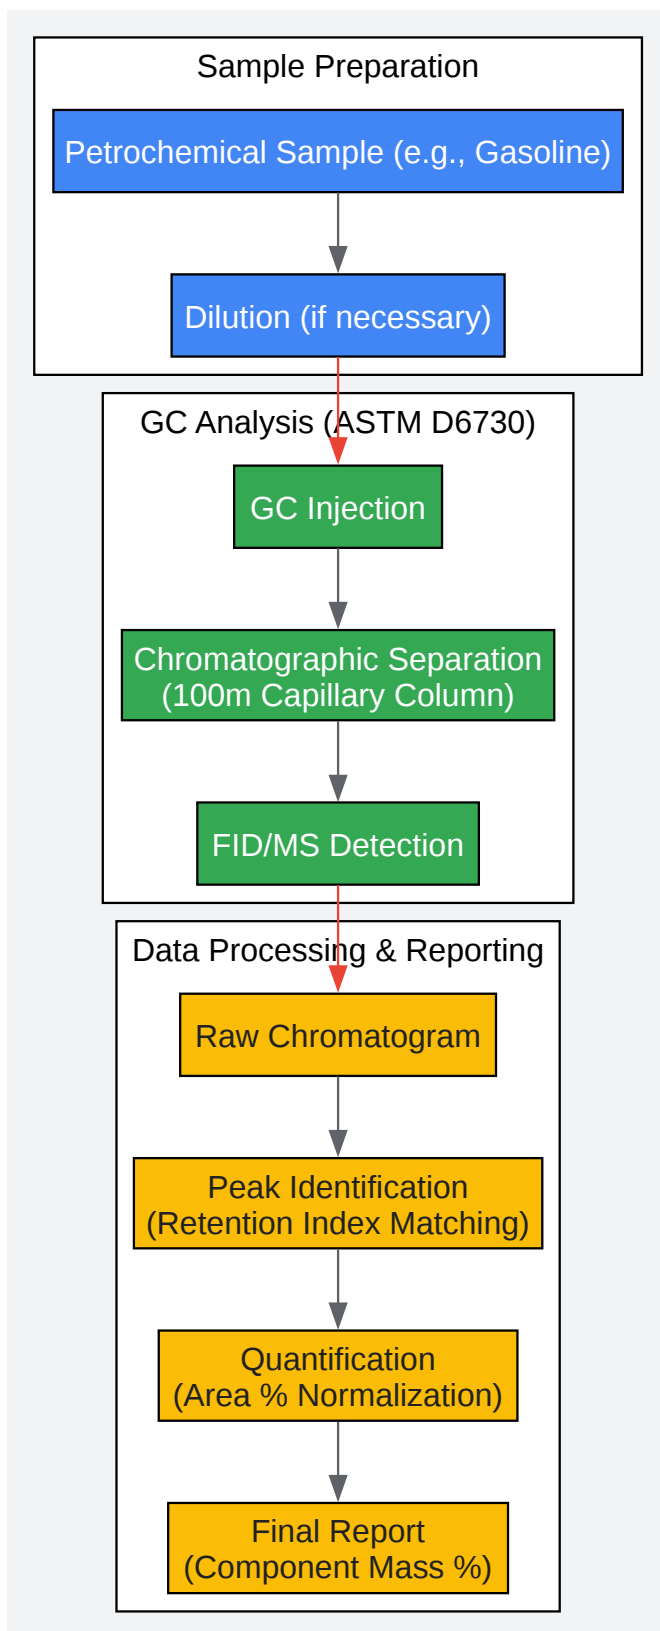 Sample Preparation
Petrochemical Sample (e.g., Gasoline)
Dilution (if necessary)
GC Analysis (ASTM D6730)
GC Injection
Chromatographic Separation
(100m Capillary Column)
FID/MS Detection
Data Processing & Reporting
Raw Chromatogram
Peak Identification
(Retention Index Matching)
Quantification
(Area % Normalization)
Final Report
(Component Mass %)